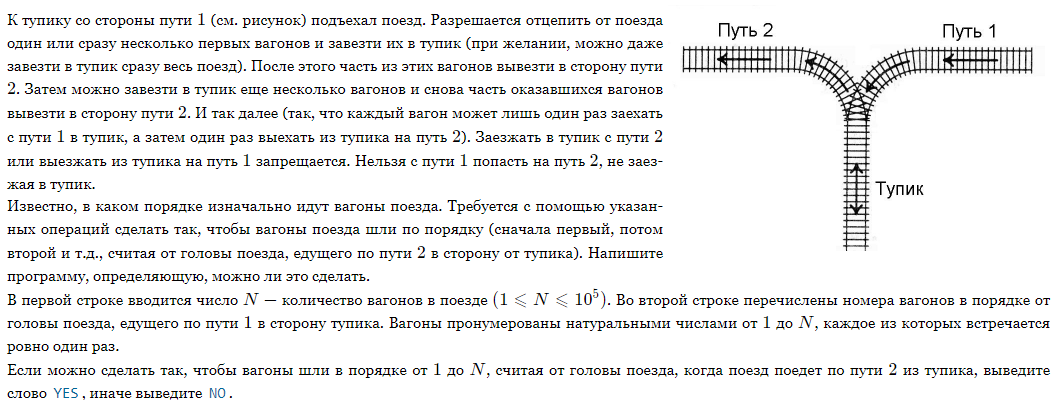 К тупику со стороны пути 1 (см. рисунок) подъехал поезд. Разрешается отцепить от поезда
один или сразу несколько первых вагонов и завезти их в тупик (при желании, можно даже
завезти в тупик сразу весь поезд). После этого часть из этих вагонов вывезти в сторону пути
2. Затем можно завезти в тупик еще несколько вагонов и снова часть оказавшихся вагонов
вывезти в сторону пути 2. И так далее (так, что каждый вагон может лишь один раз заехать
с пути 1 в тупик, а затем один раз выехать из тупика на путь 2). Заезжать в тупик с пути 2
или выезжать из тупика на путь 1 запрещается. Нельзя с пути 1 попасть на путь 2, не заез-
жая в тупик.
Известно, в каком порядке изначально идут вагоны поезда. Требуется с помощью указан-
ных операций сделать так, чтобы вагоны поезда шли по порядку (сначала первый, потом
второй и т.д., считая от головы поезда, едущего по пути 2 в сторону от тупика). Напишите
программу, определяющую, можно ли это сделать.
Путь 2
Путь 1
Тупик
В первой строке вводится число N — количество вагонов в поезде (1 ⩽ N ⩽ 10⁵). Во второй строке перечислены номера вагонов в порядке от
головы поезда, едущего по пути 1 в сторону тупика. Вагоны пронумерованы натуральными числами от 1 до N, каждое из которых встречается
ровно один раз.
Если можно сделать так, чтобы вагоны шли в порядке от 1 до N, считая от головы поезда, когда поезд поедет по пути 2 из тупика, выведите
слово YES, иначе выведите NO.